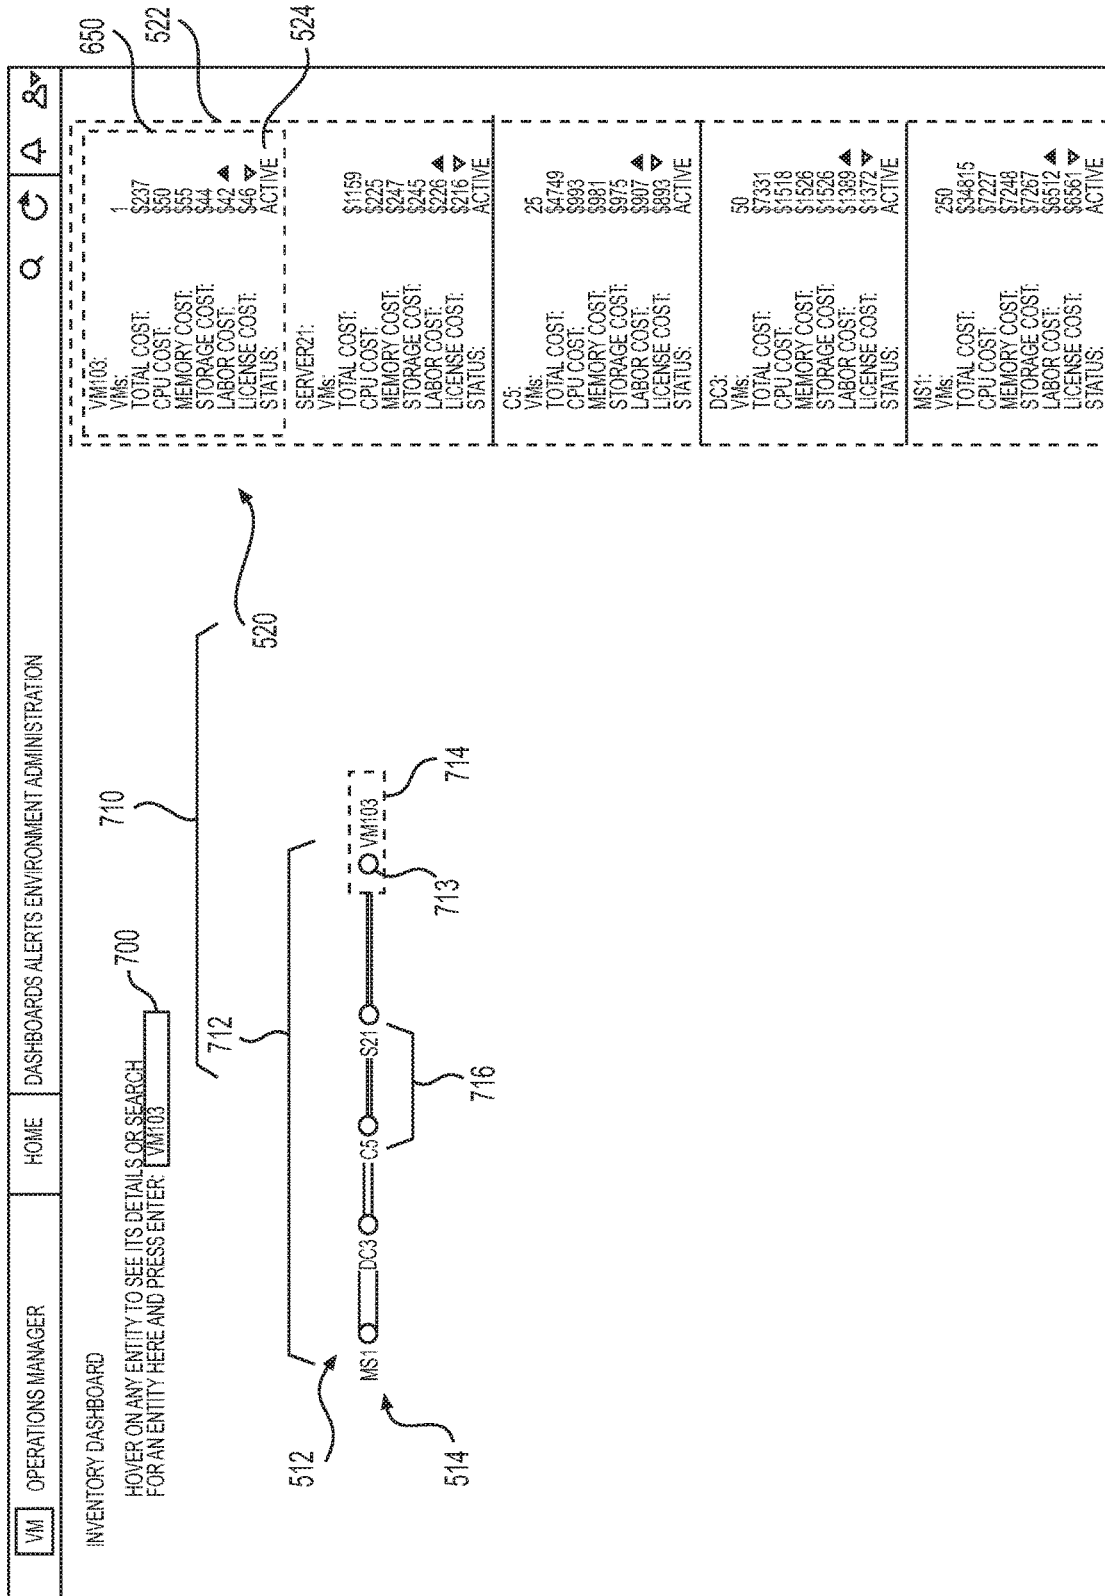 VM OPERATIONS MANAGER HOME DASHBOARDS ALERTS ENVIRONMENT ADMINISTRATION
INVENTORY DASHBOARD
HOVER ON ANY ENTITY TO SEE ITS DETAILS OR SEARCH
FOR AN ENTITY HERE AND PRESS ENTER: VM103
700
710
712
512
514
MS1 DC3 C5 S21 VM103
713
714
716
520
650
522
524
VM103:
VMs: 1
TOTAL COST: $237
CPU COST: $50
MEMORY COST: $55
STORAGE COST: $44
LABOR COST: $42 ▲
LICENSE COST: $46 ▽
STATUS: ACTIVE
SERVER21:
VMs:
TOTAL COST: $1159
CPU COST: $225
MEMORY COST: $247
STORAGE COST: $245
LABOR COST: $226 ▲
LICENSE COST: $216 ▽
STATUS: ACTIVE
C5:
VMs: 25
TOTAL COST: $4749
CPU COST: $993
MEMORY COST: $981
STORAGE COST: $975
LABOR COST: $907 ▲
LICENSE COST: $893 ▽
STATUS: ACTIVE
DC3:
VMs: 50
TOTAL COST: $7331
CPU COST: $1518
MEMORY COST: $1526
STORAGE COST: $1526
LABOR COST: $1389 ▲
LICENSE COST: $1372 ▽
STATUS: ACTIVE
MS1:
VMs: 250
TOTAL COST: $34815
CPU COST: $7227
MEMORY COST: $7248
STORAGE COST: $7267
LABOR COST: $6512 ▲
LICENSE COST: $6561 ▽
STATUS: ACTIVE